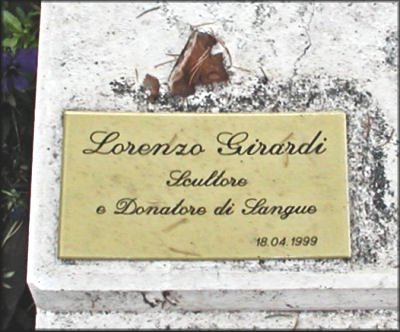 Lorenzo Girardi
Scultore
e Donatore di Sangue
18.04.1999